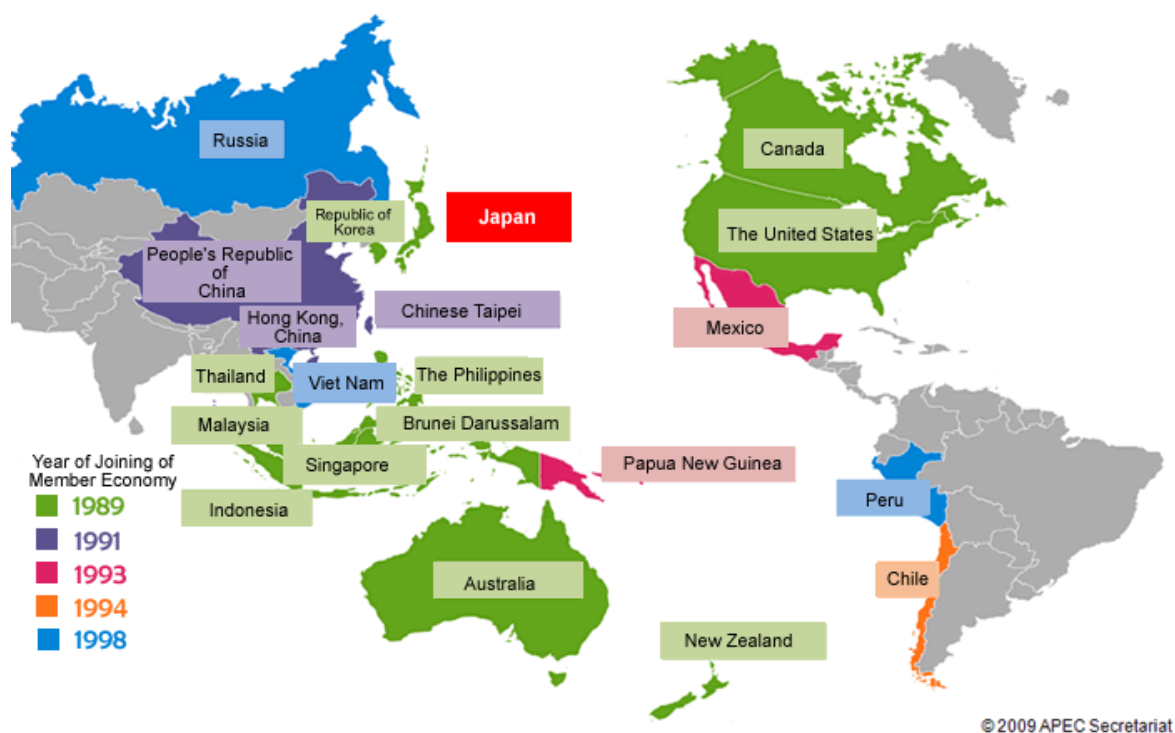 Russia
Canada
Republic of
Korea
Japan
The United States
People's Republic
of
China
Hong Kong,
China
Chinese Taipei
Mexico
Thailand
Viet Nam
The Philippines
Malaysia
Brunei Darussalam
Singapore
Papua New Guinea
Indonesia
Peru
Year of Joining of
Member Economy
1989
1991
1993
1994
1998
Australia
Chile
New Zealand
© 2009 APEC Secretariat